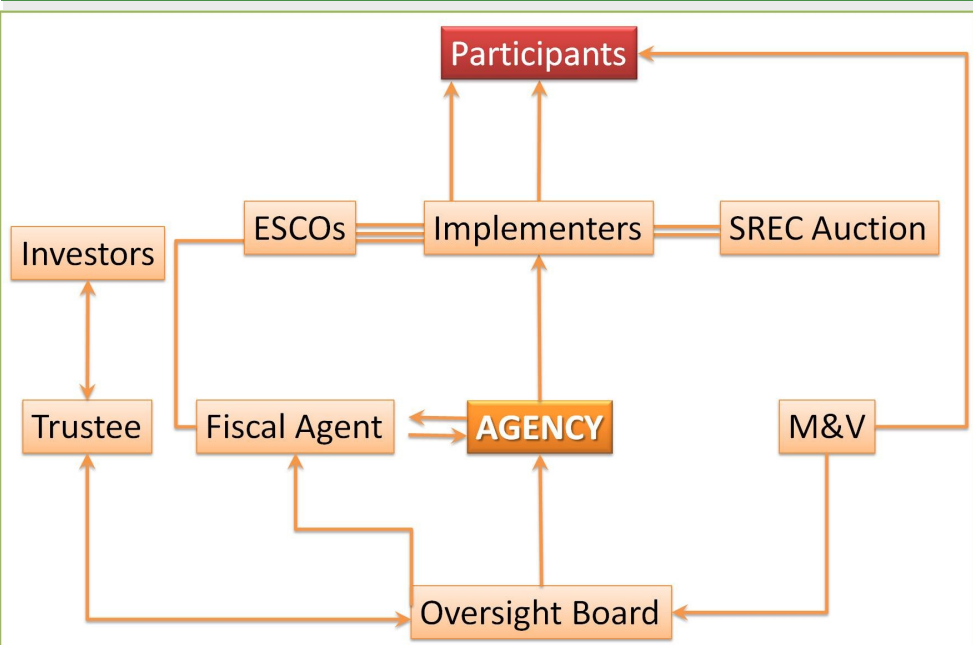 Participants
ESCOs
Implementers
SREC Auction
Investors
Trustee
Fiscal Agent
AGENCY
M&V
Oversight Board